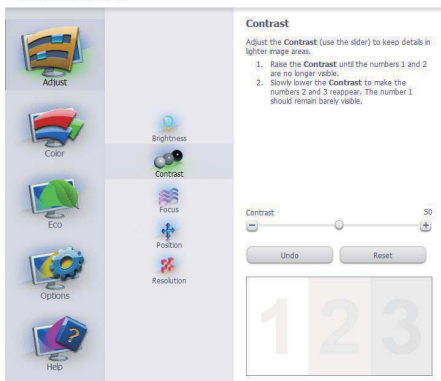 Adjust
Color
Eco
Options
Help
Brightness
Contrast
Focus
Position
Resolution
Contrast
Adjust the Contrast (use the slider) to keep details in
lighter image areas.
1. Raise the Contrast until the numbers 1 and 2
are no longer visible.
2. Slowly lower the Contrast to make the
numbers 2 and 3 reappear. The number 1
should remain barely visible.
Contrast 50
Undo Reset
1 2 3